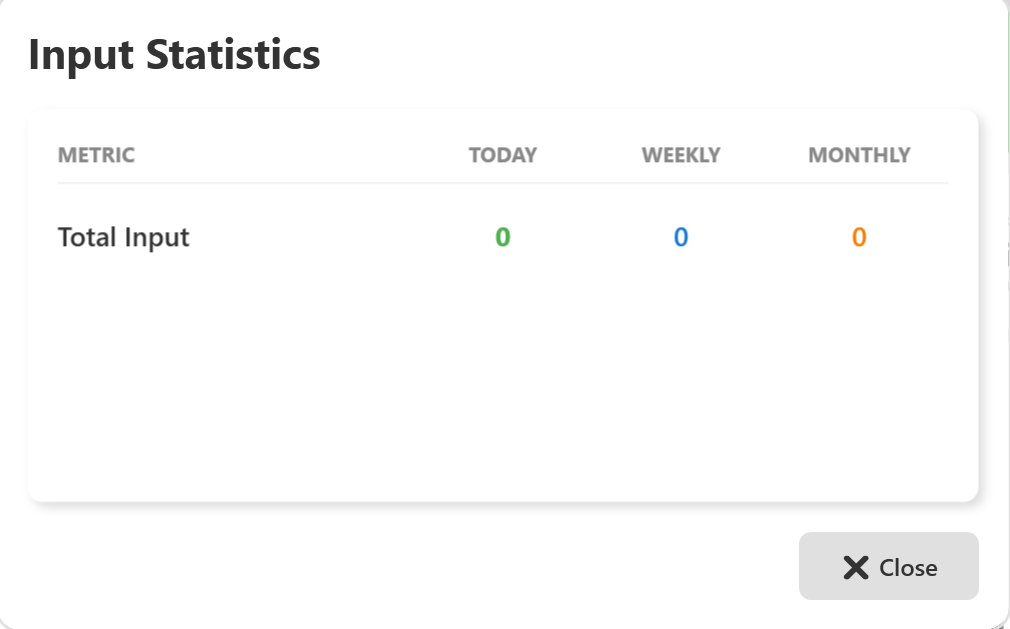 Input Statistics
METRIC TODAY WEEKLY MONTHLY
Total Input 0 0 0
Close